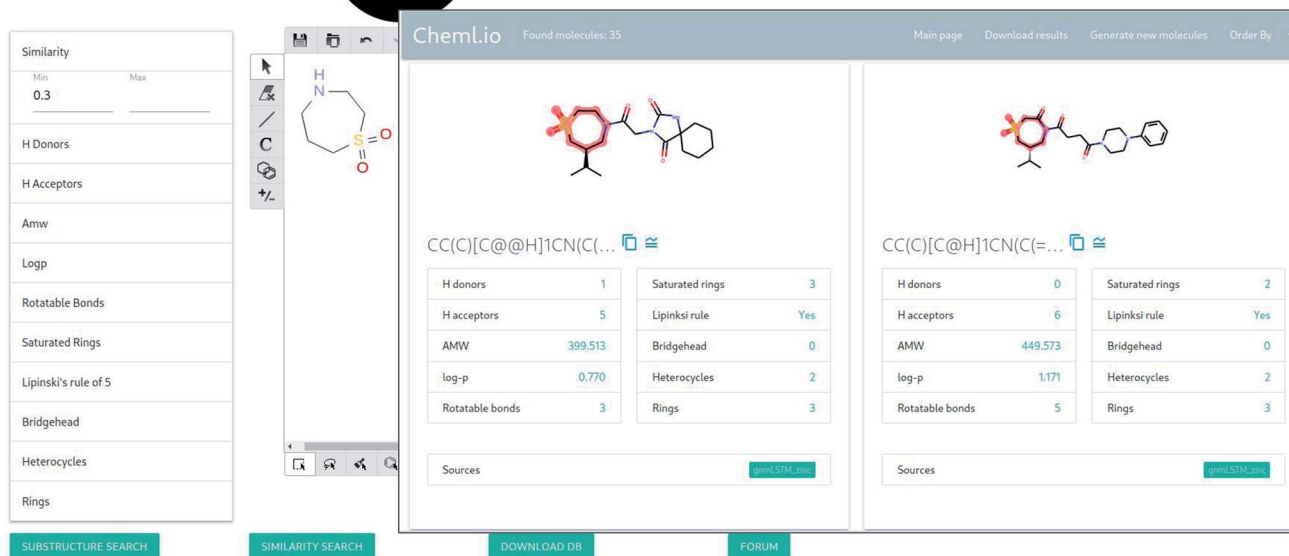 Similarity
Min Max
0.3
H Donors
H Acceptors
Amw
Logp
Rotatable Bonds
Saturated Rings
Lipinski's rule of 5
Bridgehead
Heterocycles
Rings
SUBSTRUCTURE SEARCH
SIMILARITY SEARCH
DOWNLOAD DB
FORUM
C
+/-
H
N
S=O
O
Cheml.io Found molecules: 35 Main page Download results Generate new molecules Order By
CC(C)[C@@H]1CN(C(...
H donors 1 Saturated rings 3
H acceptors 5 Lipinksi rule Yes
AMW 399.513 Bridgehead 0
log-p 0.770 Heterocycles 2
Rotatable bonds 3 Rings 3
Sources gnmLSTM_zinc
CC(C)[C@H]1CN(C(=...
H donors 0 Saturated rings 2
H acceptors 6 Lipinksi rule Yes
AMW 449.573 Bridgehead 0
log-p 1.171 Heterocycles 2
Rotatable bonds 5 Rings 3
Sources gnmLSTM_zinc